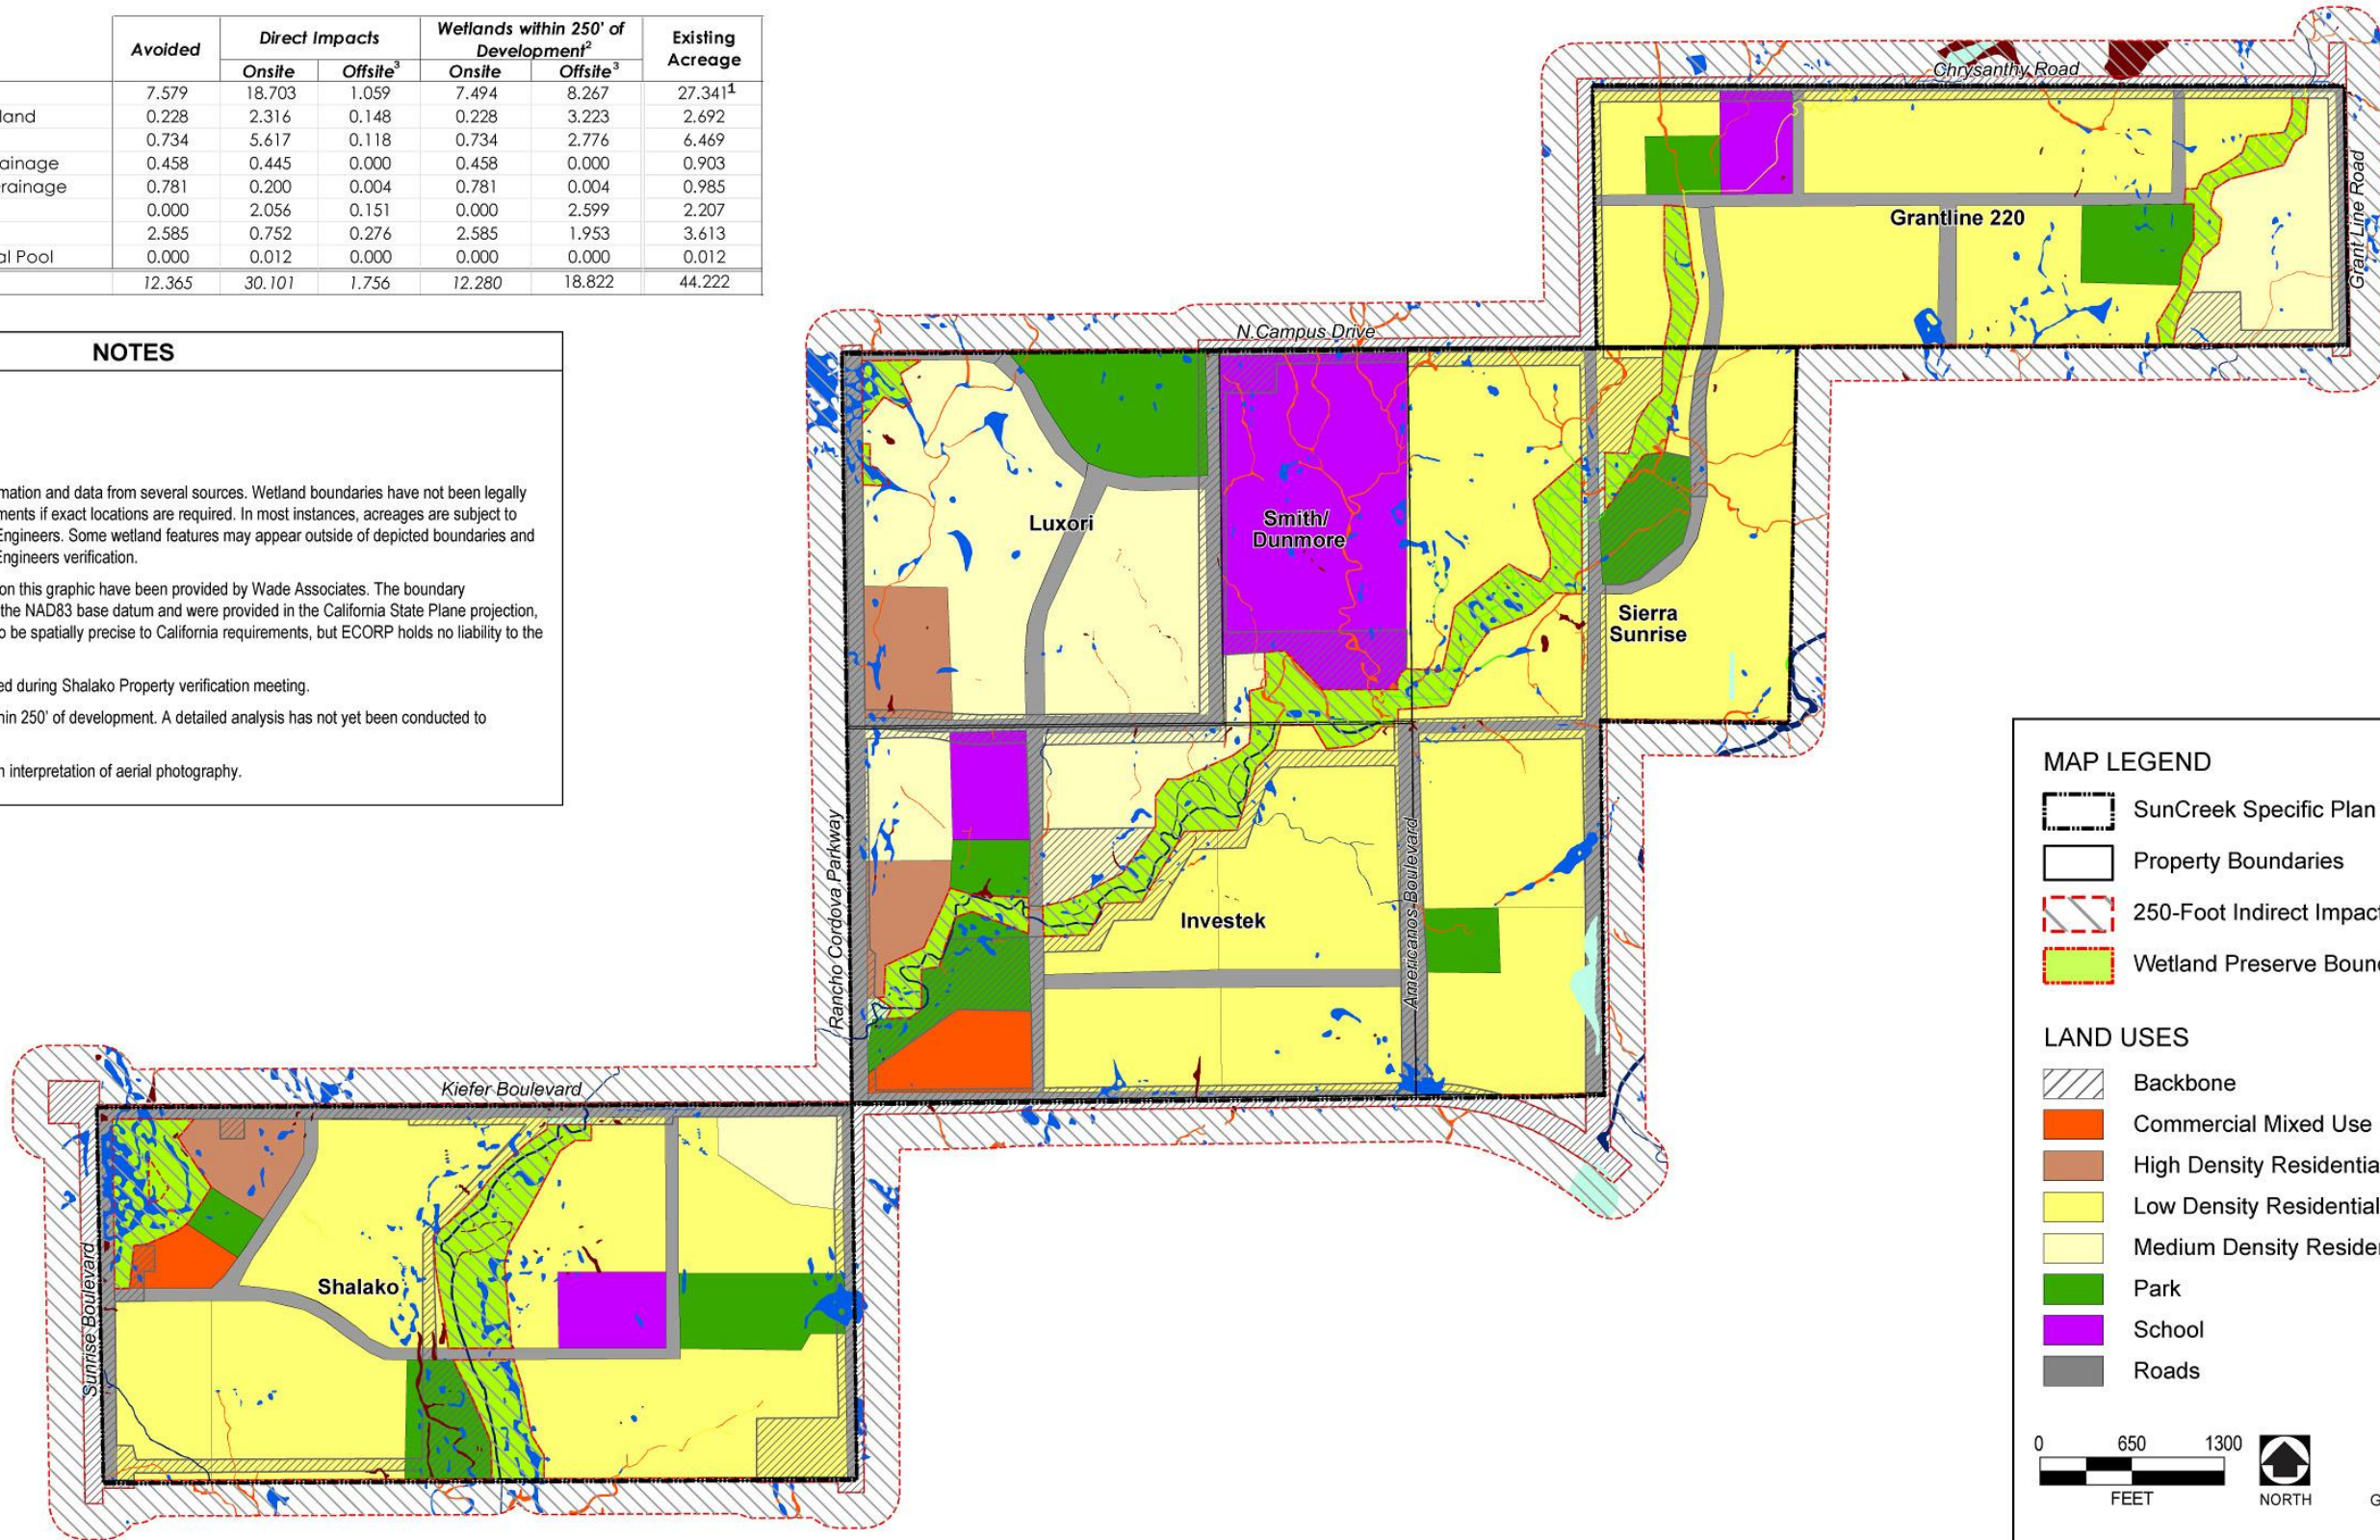 Avoided Direct Impacts Wetlands within 250' of Development² Existing Acreage
Onsite Offsite³ Onsite Offsite³
7.579 18.703 1.059 7.494 8.267 27.341¹
land 0.228 2.316 0.148 0.228 3.223 2.692
0.734 5.617 0.118 0.734 2.776 6.469
ainage 0.458 0.445 0.000 0.458 0.000 0.903
rainage 0.781 0.200 0.004 0.781 0.004 0.985
0.000 2.056 0.151 0.000 2.599 2.207
2.585 0.752 0.276 2.585 1.953 3.613
al Pool 0.000 0.012 0.000 0.000 0.000 0.012
12.365 30.101 1.756 12.280 18.822 44.222
NOTES
mation and data from several sources. Wetland boundaries have not been legally
ments if exact locations are required. In most instances, acreages are subject to
Engineers. Some wetland features may appear outside of depicted boundaries and
Engineers verification.
on this graphic have been provided by Wade Associates. The boundary
the NAD83 base datum and were provided in the California State Plane projection,
o be spatially precise to California requirements, but ECORP holds no liability to the
ed during Shalako Property verification meeting.
hin 250' of development. A detailed analysis has not yet been conducted to
n interpretation of aerial photography.
Chrysanthy Road
Grant Line Road
Grantline 220
N Campus Drive
Luxori
Smith/
Dunmore
Sierra
Sunrise
Rancho Cordova Parkway
Americanos Boulevard
Investek
Kiefer Boulevard
Sunrise Boulevard
Shalako
MAP LEGEND
SunCreek Specific Plan
Property Boundaries
250-Foot Indirect Impact
Wetland Preserve Bound
LAND USES
Backbone
Commercial Mixed Use
High Density Residentia
Low Density Residential
Medium Density Residen
Park
School
Roads
0 650 1300
FEET
NORTH
G